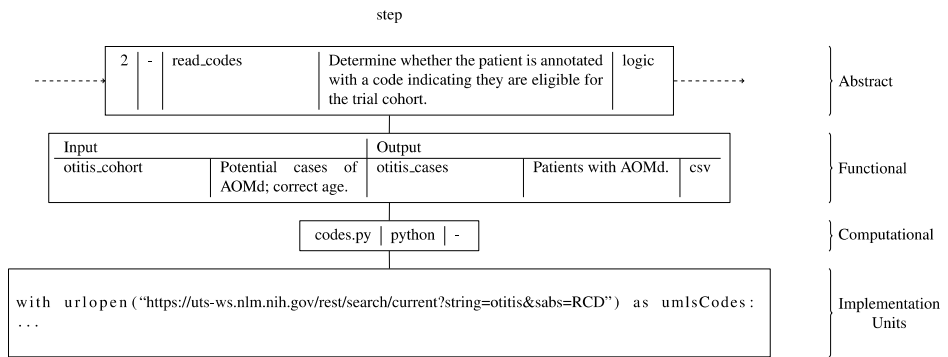 step
2 - read_codes Determine whether the patient is annotated logic
with a code indicating they are eligible for
the trial cohort.
Abstract
Input Output
otitis_cohort Potential cases of otitis_cases Patients with AOMd. csv
AOMd; correct age.
Functional
codes.py python -
Computational
with urlopen(“https://uts-ws.nlm.nih.gov/rest/search/current?string=otitis&sabs=RCD”) as umlsCodes:
...
Implementation
Units